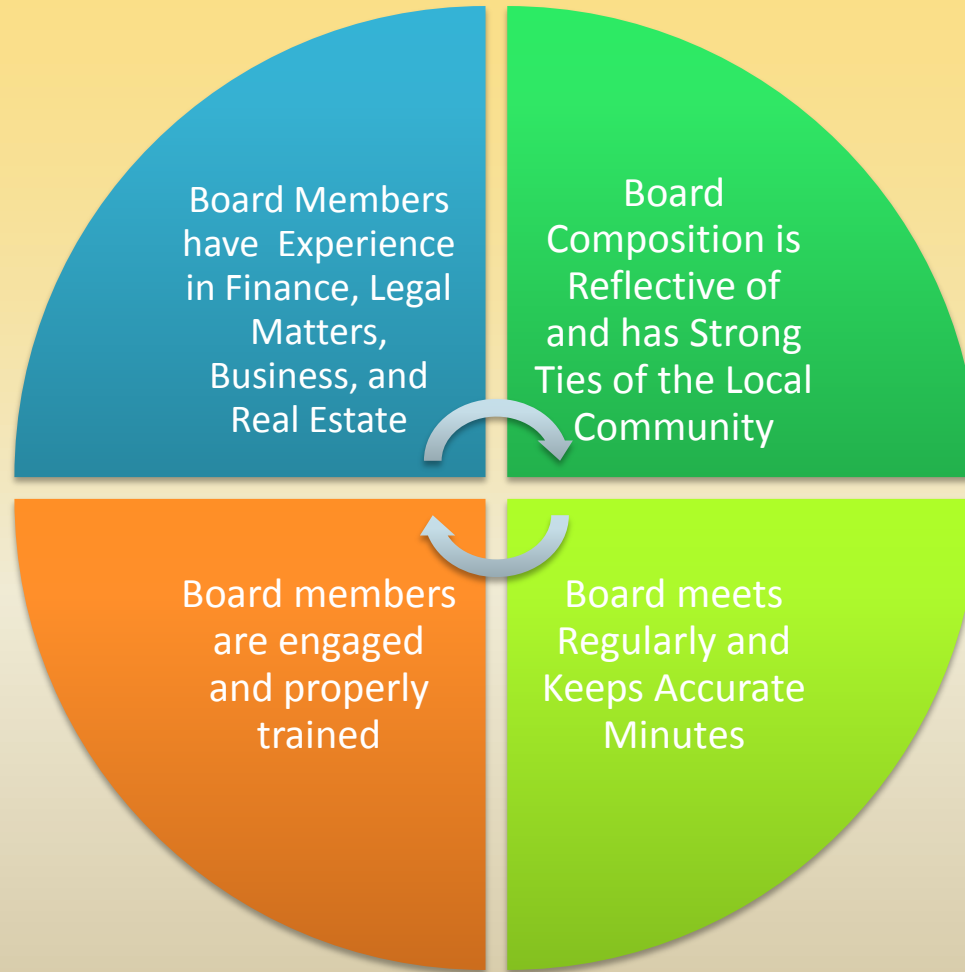 Board Members
have  Experience
in Finance, Legal
Matters,
Business, and
Real Estate
Board
Composition is
Reflective of
and has Strong
Ties of the Local
Community
Board members
are engaged
and properly
trained
Board meets
Regularly and
Keeps Accurate
Minutes